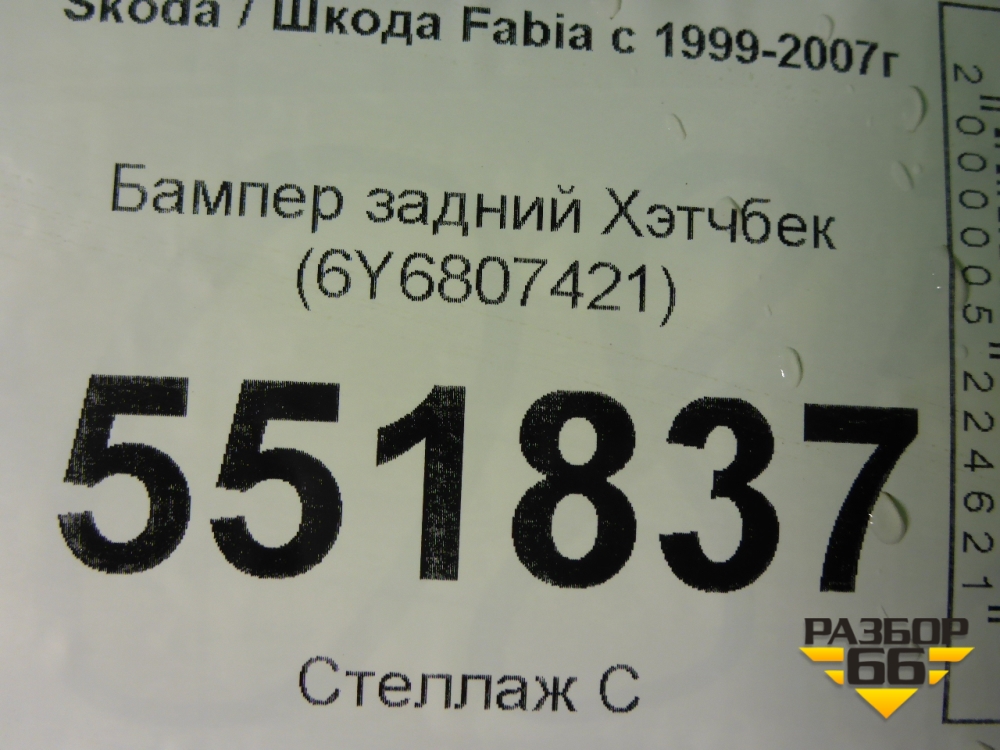 Skoda / Шкода Fabia с 1999-2007г
Бампер задний Хэтчбек
(6Y6807421)
551837
Стеллаж С
2000005224621
РАЗБОР
66